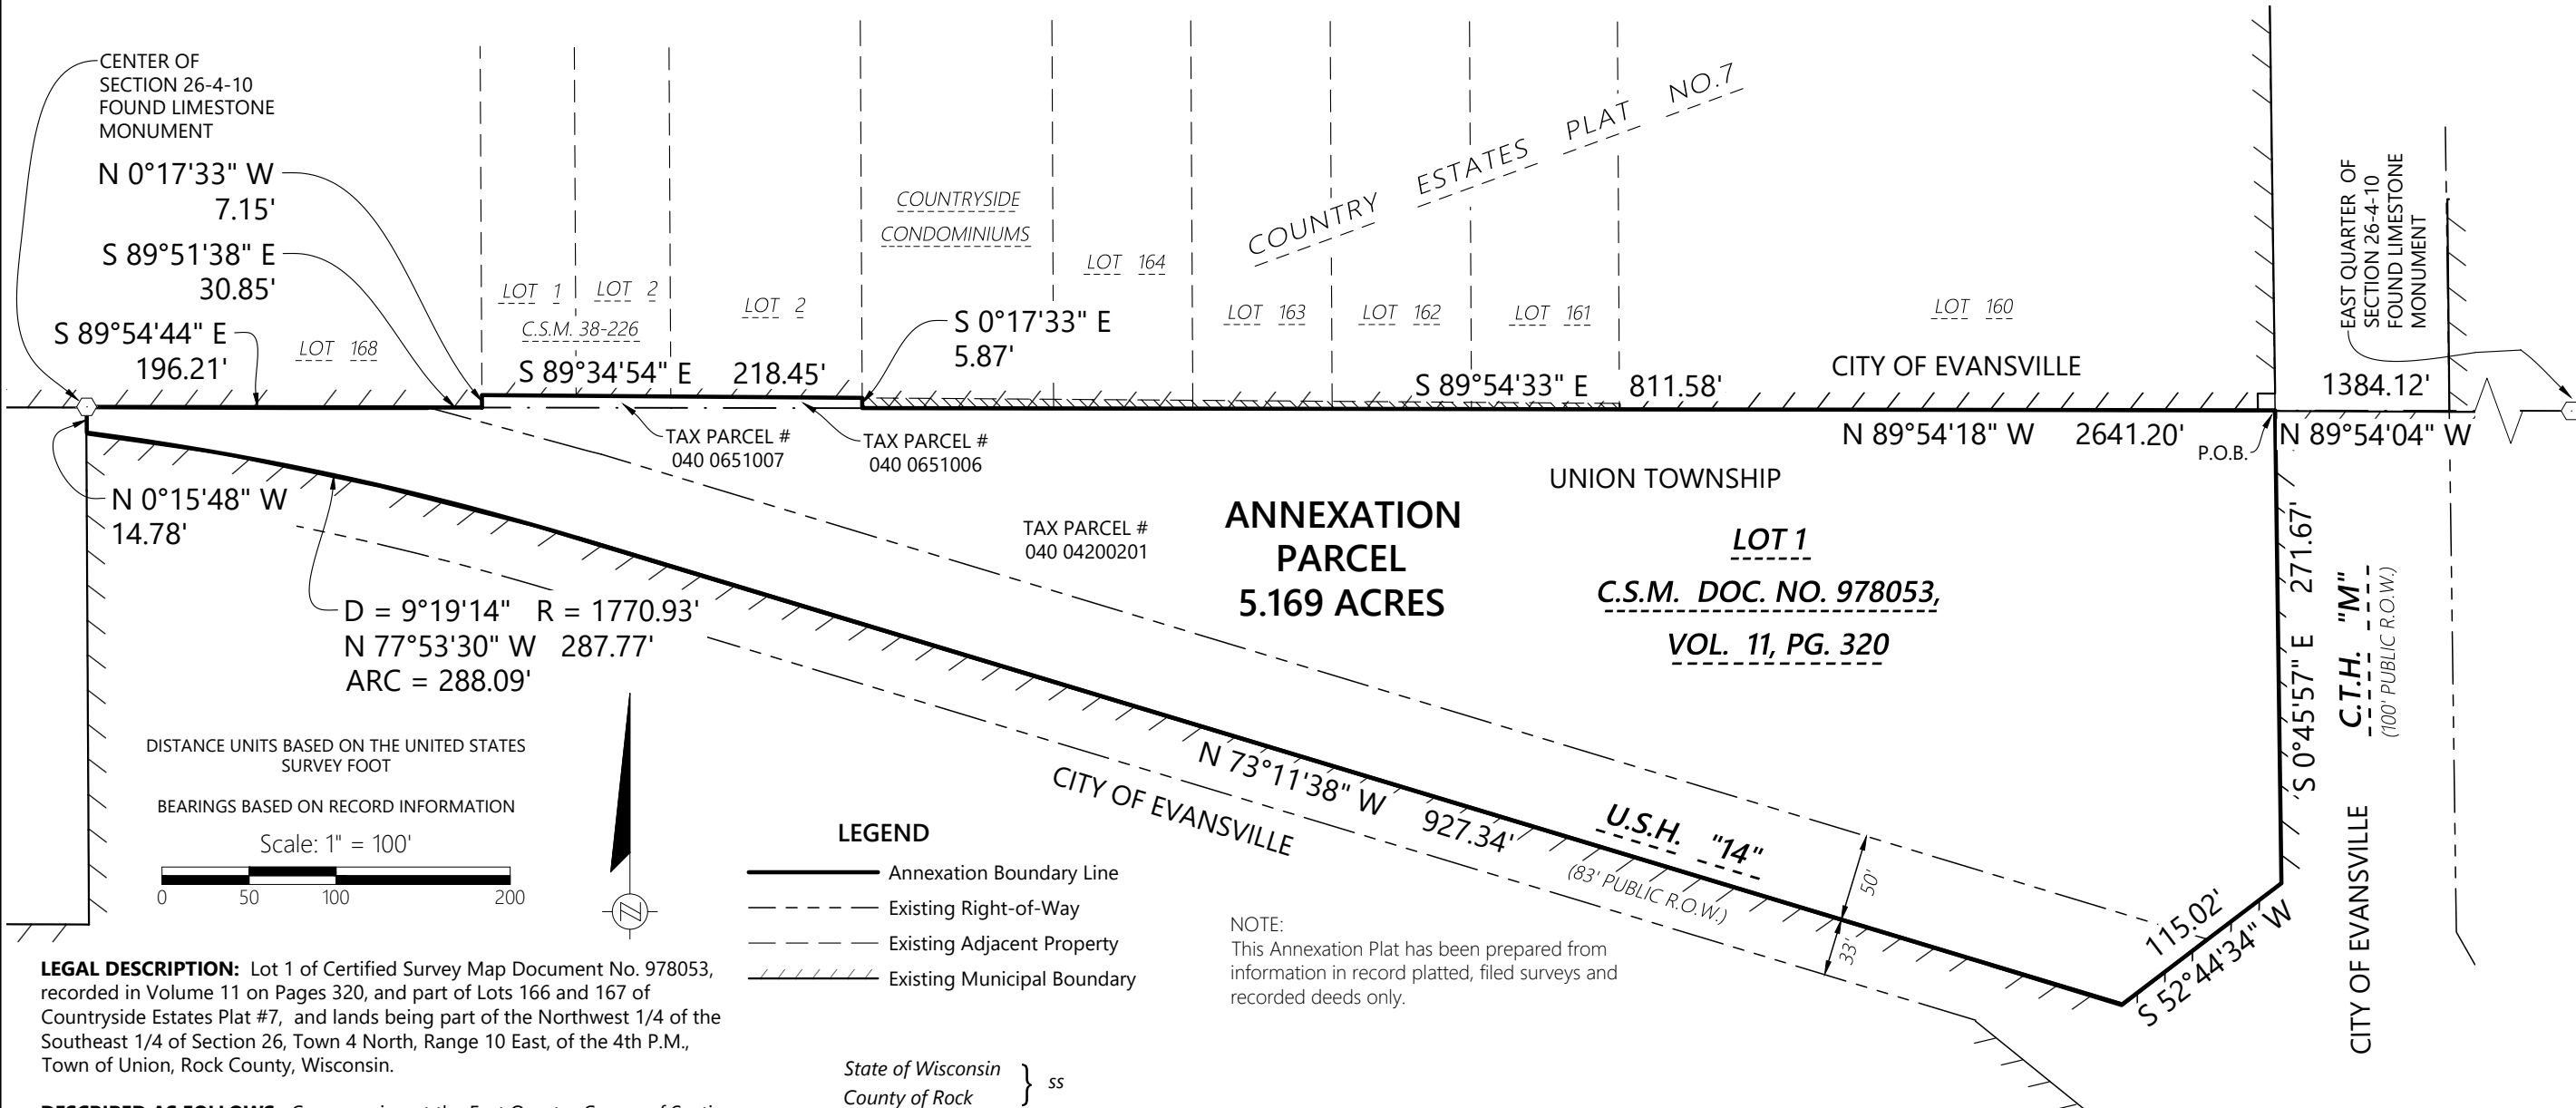 CENTER OF
SECTION 26-4-10
FOUND LIMESTONE
MONUMENT
N 0°17'33" W
7.15'
S 89°51'38" E
30.85'
S 89°54'44" E
196.21'
LOT 168
LOT 1
LOT 2
C.S.M. 38-226
LOT 2
S 89°34'54" E 218.45'
COUNTRYSIDE
CONDOMINIUMS
S 0°17'33" E
5.87'
LOT 164
COUNTRY ESTATES PLAT NO.7
LOT 163
LOT 162
LOT 161
LOT 160
S 89°54'33" E 811.58'
CITY OF EVANSVILLE
EAST QUARTER OF
SECTION 26-4-10
FOUND LIMESTONE
MONUMENT
1384.12'
N 89°54'04" W
N 89°54'18" W 2641.20'
P.O.B.
TAX PARCEL #
040 0651007
TAX PARCEL #
040 0651006
UNION TOWNSHIP
N 0°15'48" W
14.78'
TAX PARCEL #
040 04200201
ANNEXATION
PARCEL
5.169 ACRES
LOT 1
C.S.M. DOC. NO. 978053,
VOL. 11, PG. 320
S 0°45'57" E 271.67'
C.T.H. "M"
(100' PUBLIC R.O.W.)
D = 9°19'14" R = 1770.93'
N 77°53'30" W 287.77'
ARC = 288.09'
DISTANCE UNITS BASED ON THE UNITED STATES
SURVEY FOOT
BEARINGS BASED ON RECORD INFORMATION
Scale: 1" = 100'
0 50 100 200
N
N 73°11'38" W 927.34'
CITY OF EVANSVILLE
U.S.H. "14"
(83' PUBLIC R.O.W.)
50'
33'
115.02'
S 52°44'34" W
CITY OF EVANSVILLE
LEGEND
Annexation Boundary Line
Existing Right-of-Way
Existing Adjacent Property
Existing Municipal Boundary
NOTE:
This Annexation Plat has been prepared from
information in record platted, filed surveys and
recorded deeds only.
LEGAL DESCRIPTION: Lot 1 of Certified Survey Map Document No. 978053,
recorded in Volume 11 on Pages 320, and part of Lots 166 and 167 of
Countryside Estates Plat #7, and lands being part of the Northwest 1/4 of the
Southeast 1/4 of Section 26, Town 4 North, Range 10 East, of the 4th P.M.,
Town of Union, Rock County, Wisconsin.
State of Wisconsin
County of Rock
} ss